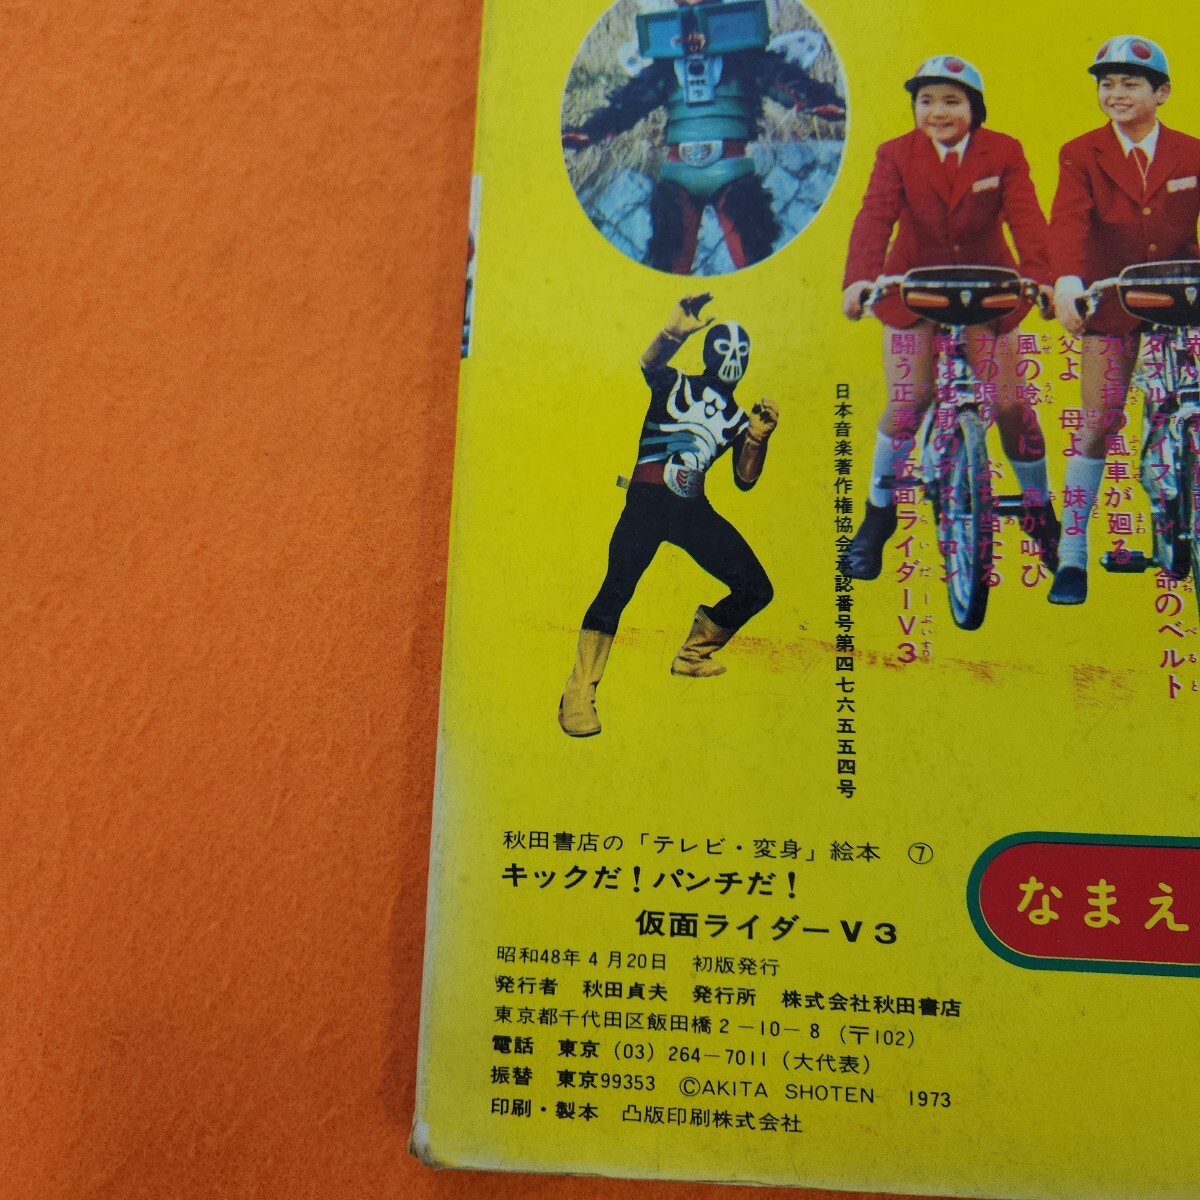 ダブルライフル 命のベルト
力と技の風車が廻る
父よ 母よ 妹よ
風の唸りに 血が叫び
力の限り ぶち当たる
敵は地獄のデストロン
闘う正義の仮面ライダーV3
日本音楽著作権協会承認番号第四七六五五四号
秋田書店の「テレビ・変身」絵本 ⑦
キックだ！パンチだ！
仮面ライダーV3
昭和48年4月20日 初版発行
発行者 秋田貞夫 発行所 株式会社秋田書店
東京都千代田区飯田橋2-10-8（〒102）
電話 東京（03）264-7011（大代表）
振替 東京99353 ©AKITA SHOTEN 1973
印刷・製本 凸版印刷株式会社
なまえ